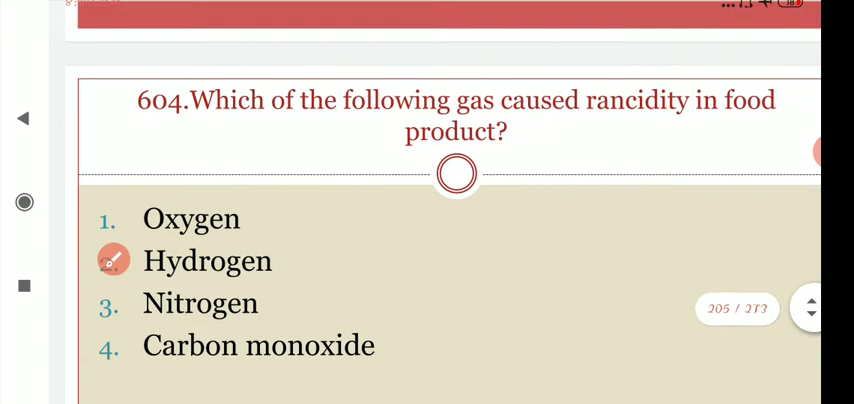 604.Which of the following gas caused rancidity in food
product?
1. Oxygen
Hydrogen
3. Nitrogen
4. Carbon monoxide
205 / 273